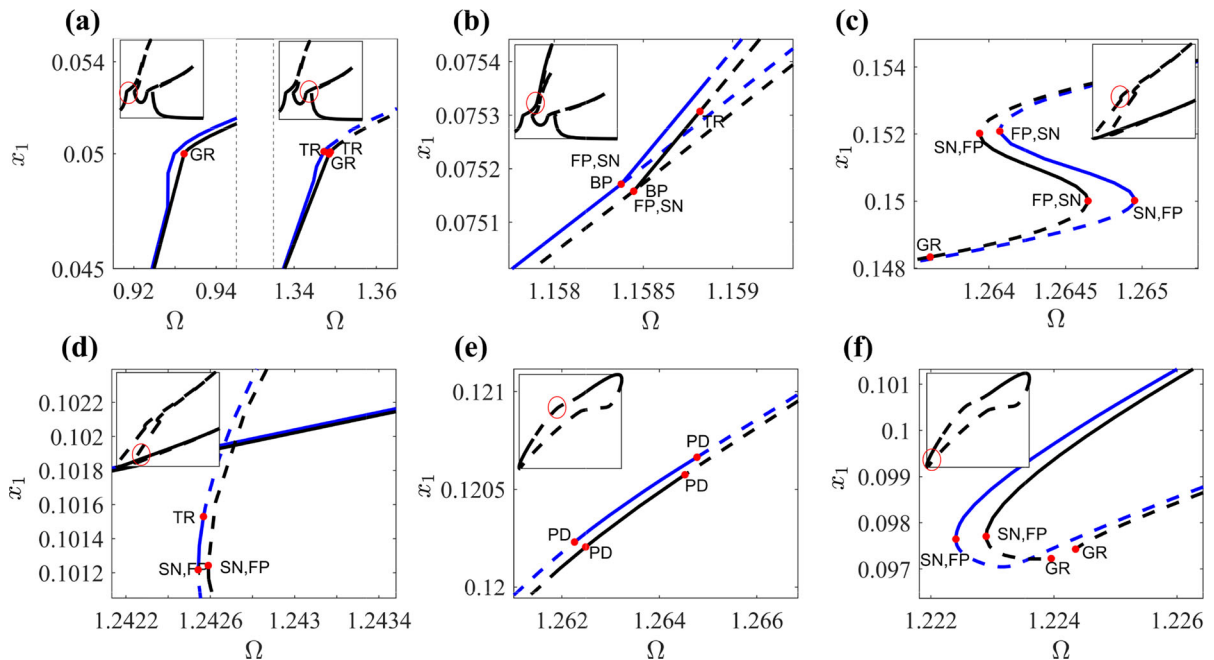 (a)
0.054
0.05
0.045
x1
GR
TR
TR
GR
0.92
0.94
1.34
1.36
Ω
Ω
(b)
0.0754
0.0753
0.0752
0.0751
x1
TR
FP,SN
BP
BP
FP,SN
1.158
1.1585
1.159
Ω
(c)
0.154
0.152
0.15
0.148
x1
SN,FP
FP,SN
FP,SN
SN,FP
GR
1.264
1.2645
1.265
Ω
(d)
0.1022
0.102
0.1018
0.1016
0.1014
0.1012
x1
TR
SN,FP
SN,FP
1.2422
1.2426
1.243
1.2434
Ω
(e)
0.121
0.1205
0.12
x1
PD
PD
PD
PD
1.262
1.264
1.266
Ω
(f)
0.101
0.1
0.099
0.098
0.097
x1
SN,FP
SN,FP
GR
GR
1.222
1.224
1.226
Ω